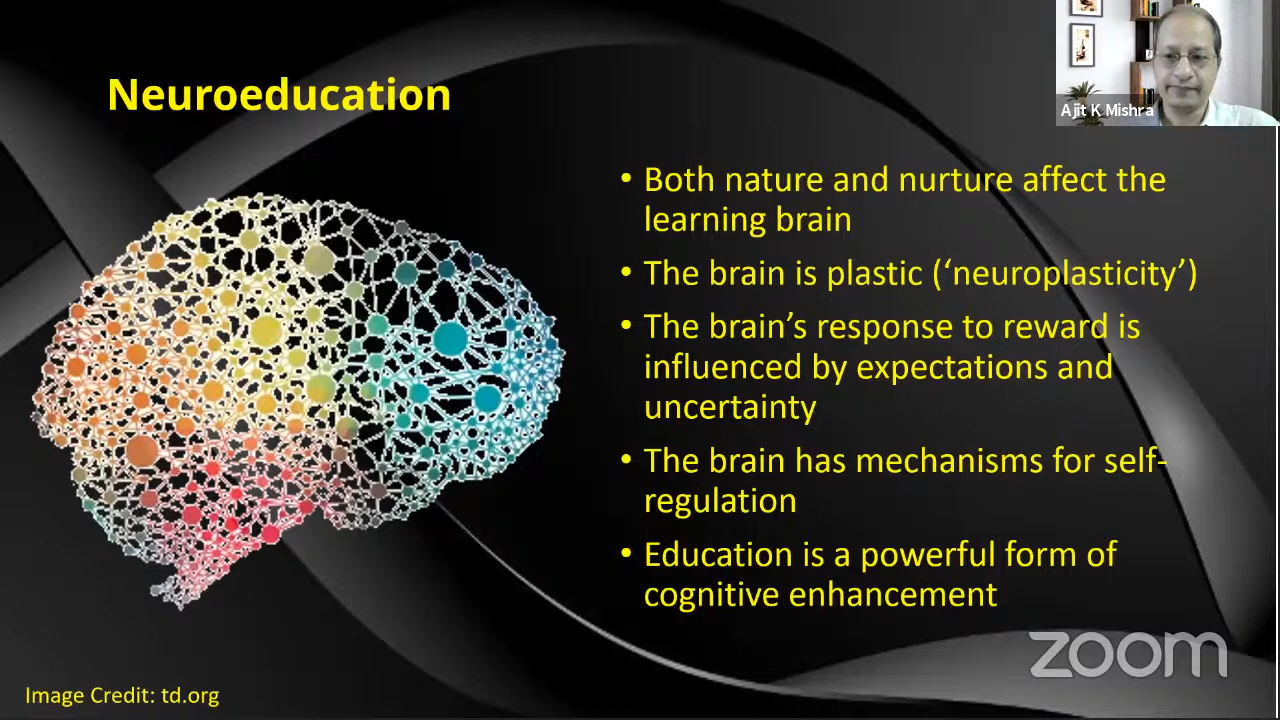 Neuroeducation
Ajit K Mishra
• Both nature and nurture affect the
learning brain
• The brain is plastic (‘neuroplasticity’)
• The brain’s response to reward is
influenced by expectations and
uncertainty
• The brain has mechanisms for self-
regulation
• Education is a powerful form of
cognitive enhancement
zoom
Image Credit: td.org